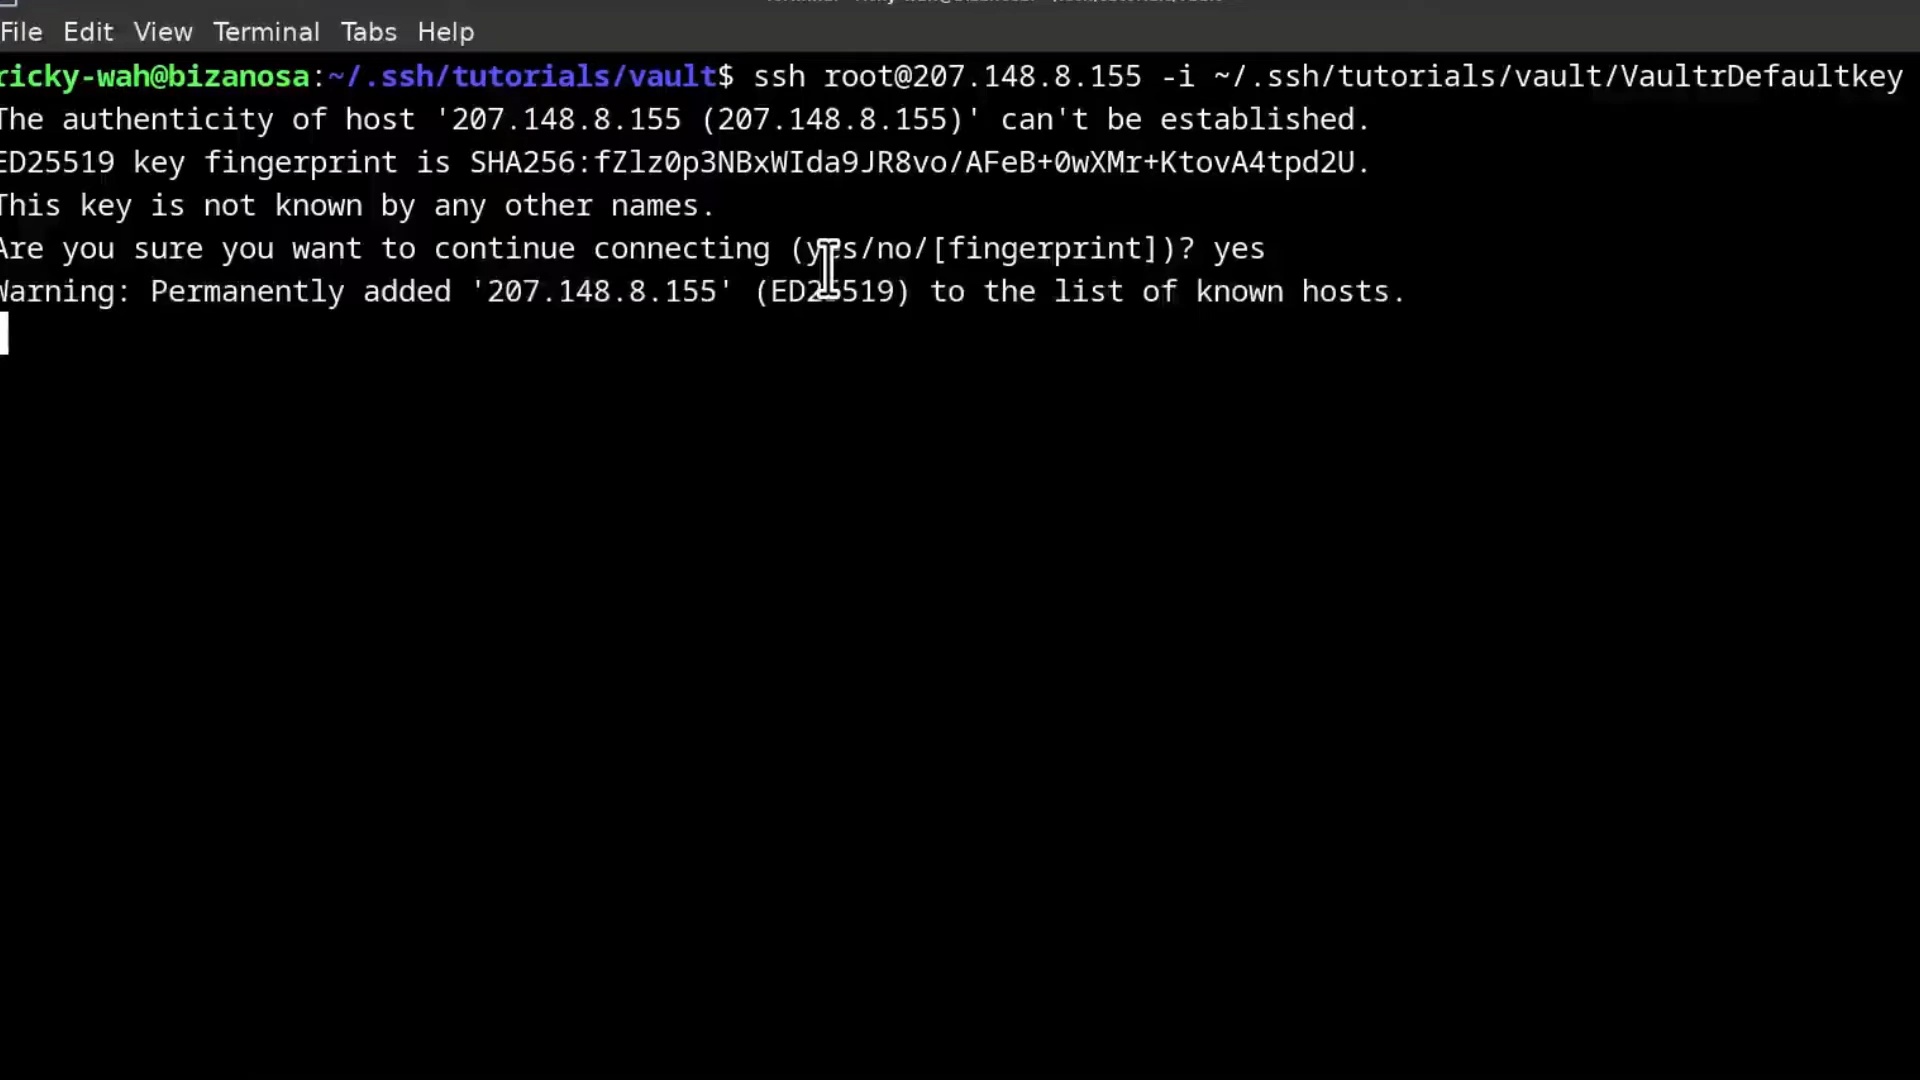 File Edit View Terminal Tabs Help
ricky-wah@bizanosa:~/.ssh/tutorials/vault$ ssh root@207.148.8.155 -i ~/.ssh/tutorials/vault/VaultrDefaultkey
The authenticity of host '207.148.8.155 (207.148.8.155)' can't be established.
ED25519 key fingerprint is SHA256:fZlz0p3NBxWIda9JR8vo/AFeB+0wXMr+KtovA4tpd2U.
This key is not known by any other names.
Are you sure you want to continue connecting (yes/no/[fingerprint])? yes
Warning: Permanently added '207.148.8.155' (ED25519) to the list of known hosts.